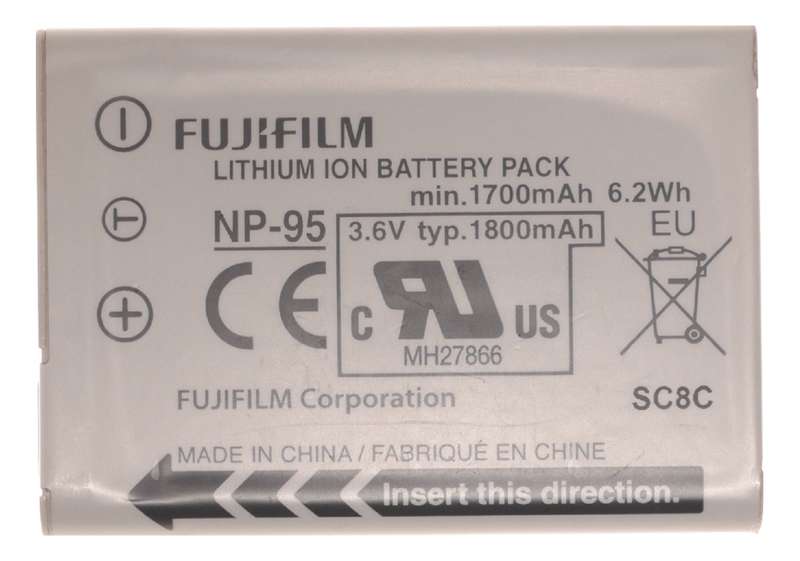 FUJIFILM
LITHIUM ION BATTERY PACK
min.1700mAh 6.2Wh
NP-95 3.6V typ.1800mAh EU
T
CE C UR US
MH27866
FUJIFILM Corporation SC8C
MADE IN CHINA / FABRIQUÉ EN CHINE
Insert this direction.